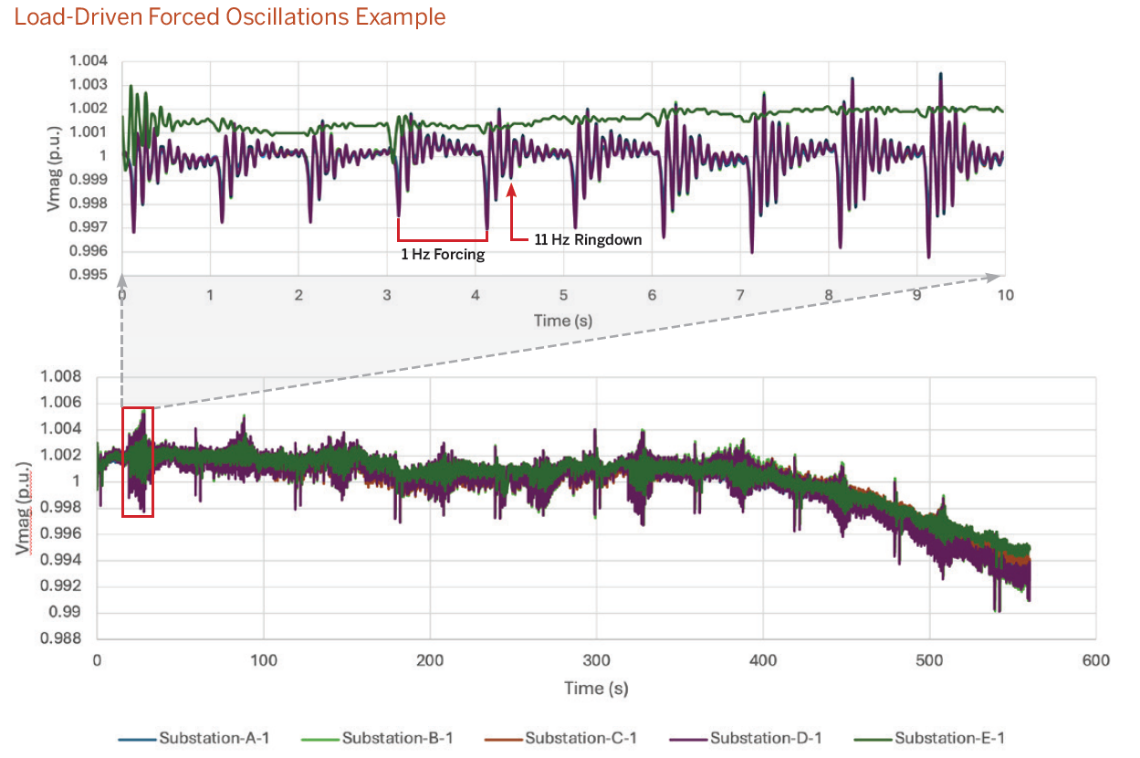 Load-Driven Forced Oscillations Example
1.004
1.003
1.002
1.001
1
0.999
0.998
0.997
0.996
0.995
Vmag (p.u.)
1 Hz Forcing
11 Hz Ringdown
0 1 2 3 4 5 6 7 8 9 10
Time (s)
1.008
1.006
1.004
1.002
1
0.998
0.996
0.994
0.992
0.99
0.988
Vmag (p.u.)
0 100 200 300 400 500 600
Time (s)
Substation-A-1 Substation-B-1 Substation-C-1 Substation-D-1 Substation-E-1